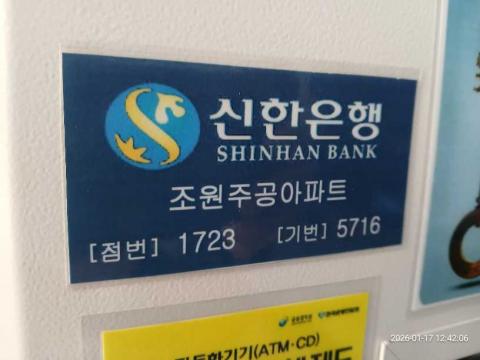 신한은행
SHINHAN BANK
조원주공아파트
[점번] 1723 [기번] 5716
자동화기기(ATM·CD)
2026-01-17 12:42:06